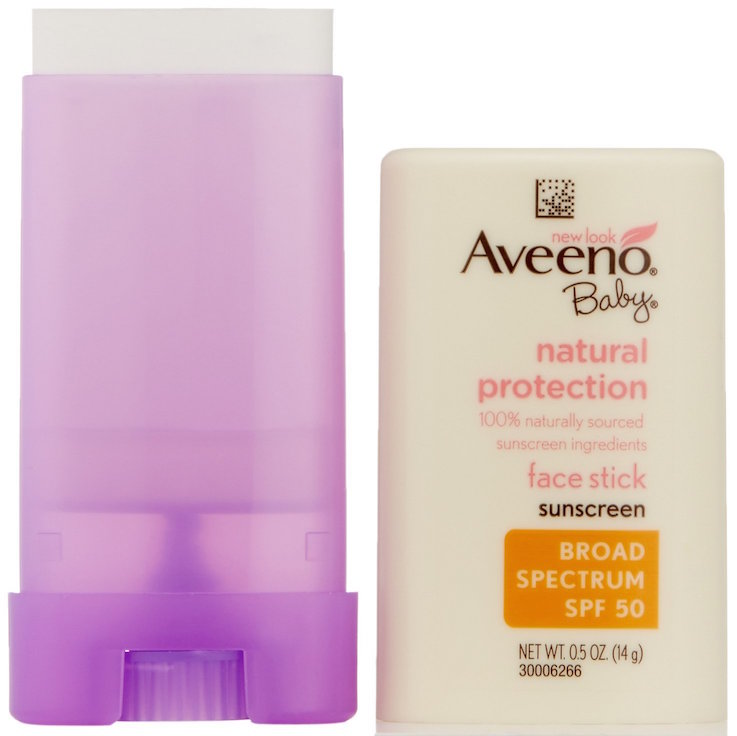 new look
Aveeno®
Baby®
natural
protection
100% naturally sourced
sunscreen ingredients
face stick
sunscreen
BROAD
SPECTRUM
SPF 50
NET WT. 0.5 OZ. (14 g)
30006266